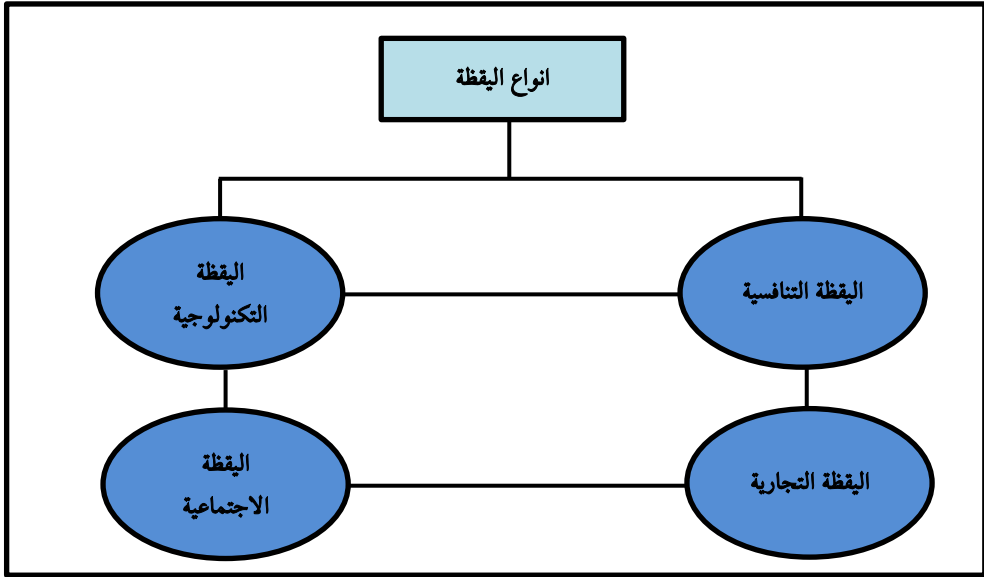 انواع اليقظة
اليقظة التنافسية
اليقظة
التكنولوجية
اليقظة التجارية
اليقظة
الاجتماعية